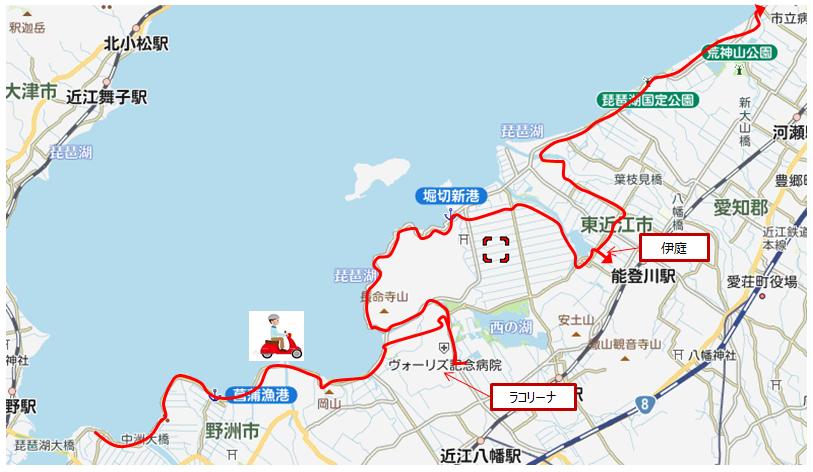 釈迦岳
北小松駅
市立病
荒神山公園
大津市
近江舞子駅
琵琶湖国定公園
新大山橋
河瀬
琵琶湖
琵琶湖
葉枝見橋
豊郷町
堀切新港
八幡橋
愛知郡
東近江市
近江鉄道
本線
伊庭
琵琶湖
能登川駅
愛荘町役場
長命寺山
西の湖
安土山
繖山観音寺山
八幡神社
神社
ヴォーリズ記念病院
菖蒲漁港
岡山
ラコリーナ
駅
野駅
8
琵琶湖大橋
中洲大橋
野洲市
近江八幡駅